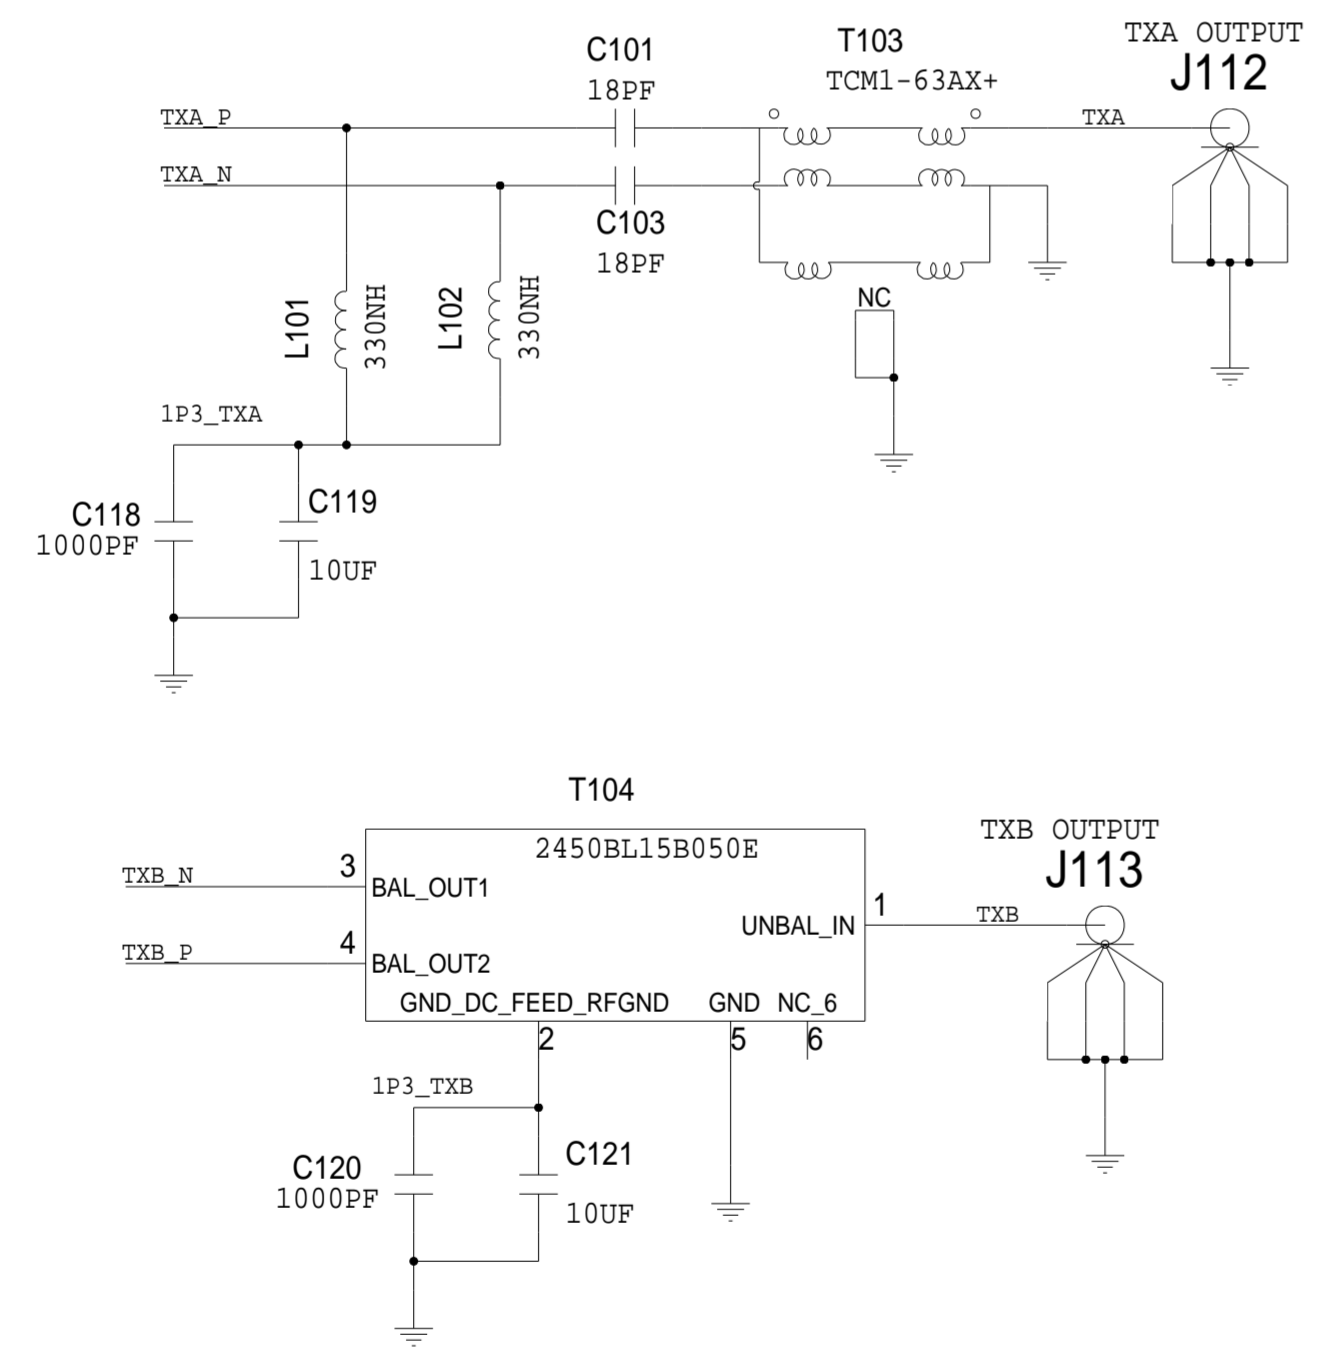 C101
18PF
T103
TCM1-63AX+
TXA OUTPUT
J112
TXA_P
TXA
TXA_N
C103
18PF
L101
330NH
L102
330NH
NC
1P3_TXA
C118
1000PF
C119
10UF
T104
2450BL15B050E
TXB OUTPUT
J113
TXB_N
3
BAL_OUT1
UNBAL_IN
1
TXB
TXB_P
4
BAL_OUT2
GND_DC_FEED_RFGND
GND
NC_6
2
5
6
1P3_TXB
C120
1000PF
C121
10UF